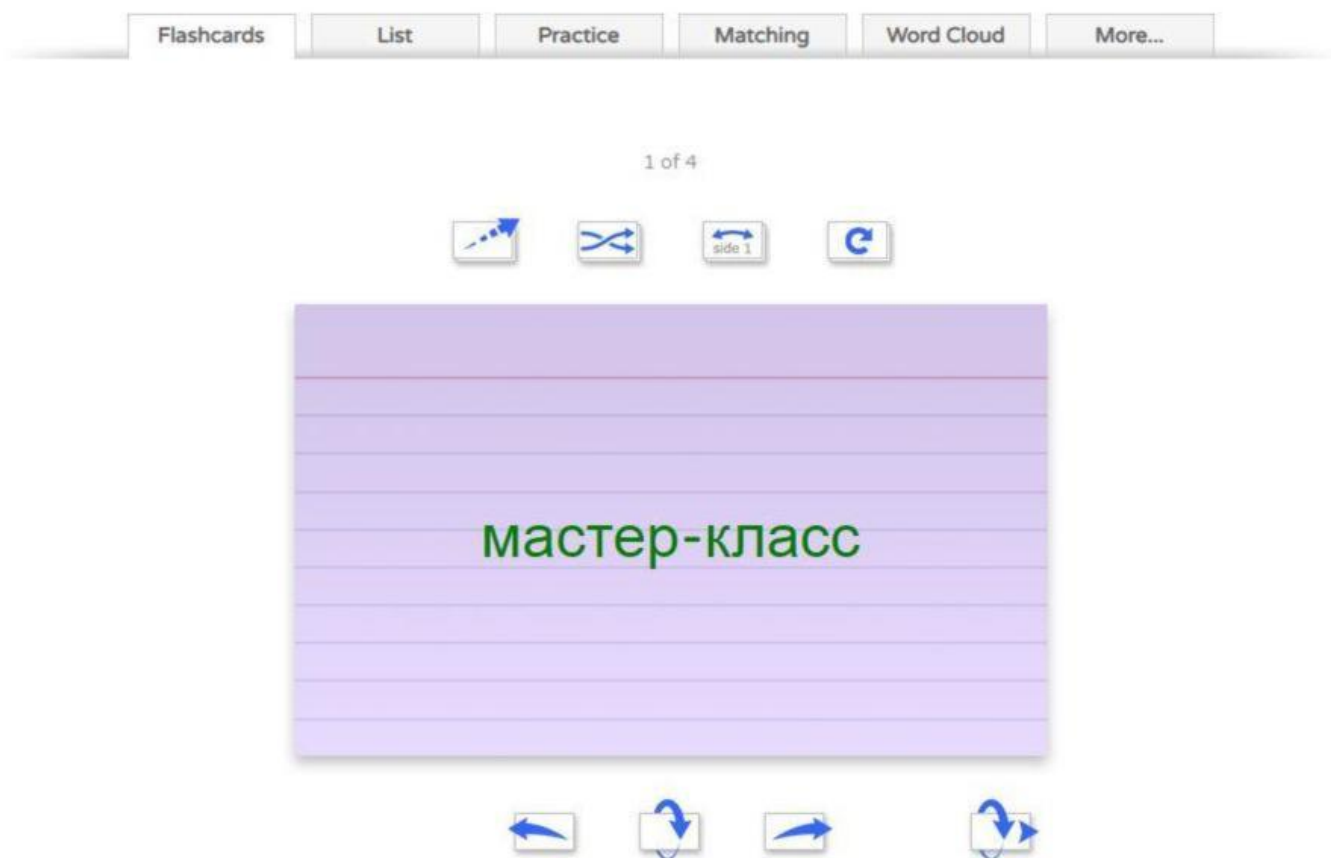 Flashcards List Practice Matching Word Cloud More...
1 of 4
side 1
мастер-класс